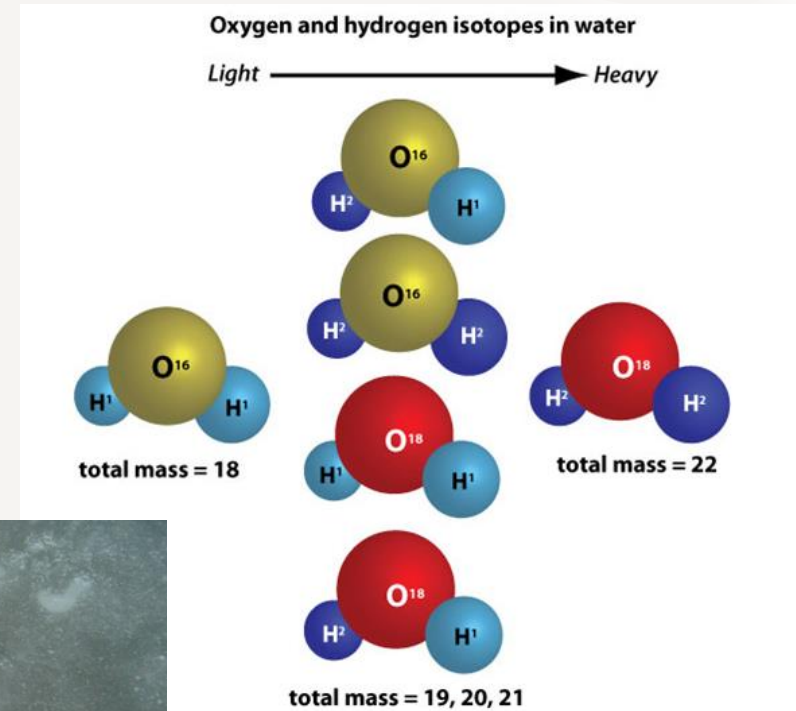 Oxygen and hydrogen isotopes in water
Light Heavy
O¹⁶
H² H¹
O¹⁶
H² H²
O¹⁶
H¹ H¹
total mass = 18
O¹⁸
H² H²
total mass = 22
O¹⁸
H¹ H¹
O¹⁸
H² H¹
total mass = 19, 20, 21